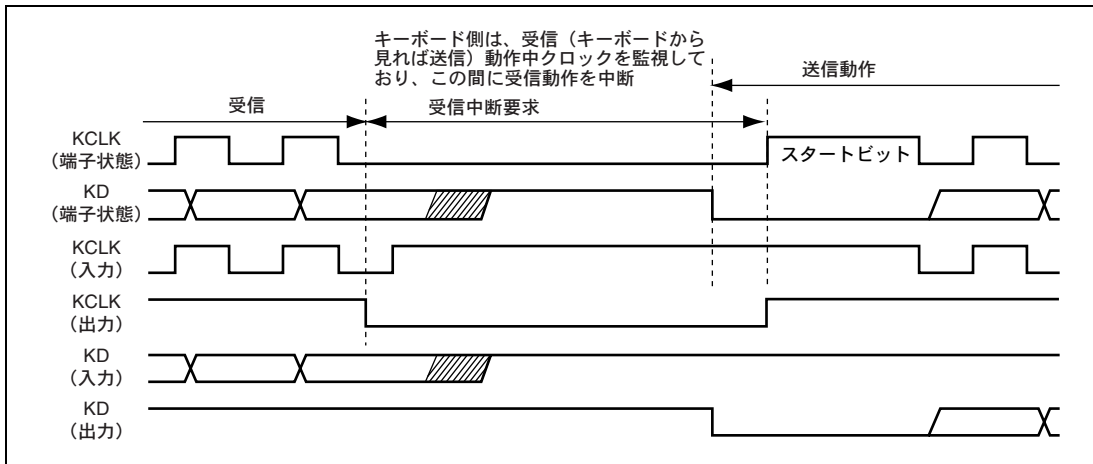 キーボード側は、受信（キーボードから
見れば送信）動作中クロックを監視して
おり、この間に受信動作を中断
送信動作
受信
受信中断要求
KCLK
（端子状態）
スタートビット
KD
（端子状態）
KCLK
（入力）
KCLK
（出力）
KD
（入力）
KD
（出力）